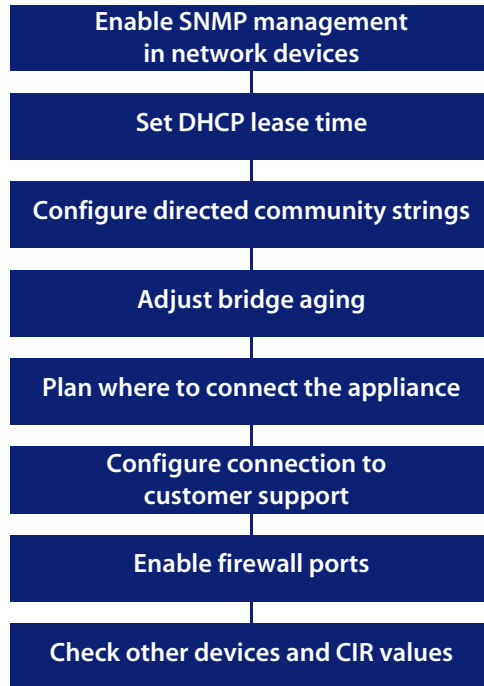 Enable SNMP management
in network devices
Set DHCP lease time
Configure directed community strings
Adjust bridge aging
Plan where to connect the appliance
Configure connection to
customer support
Enable firewall ports
Check other devices and CIR values